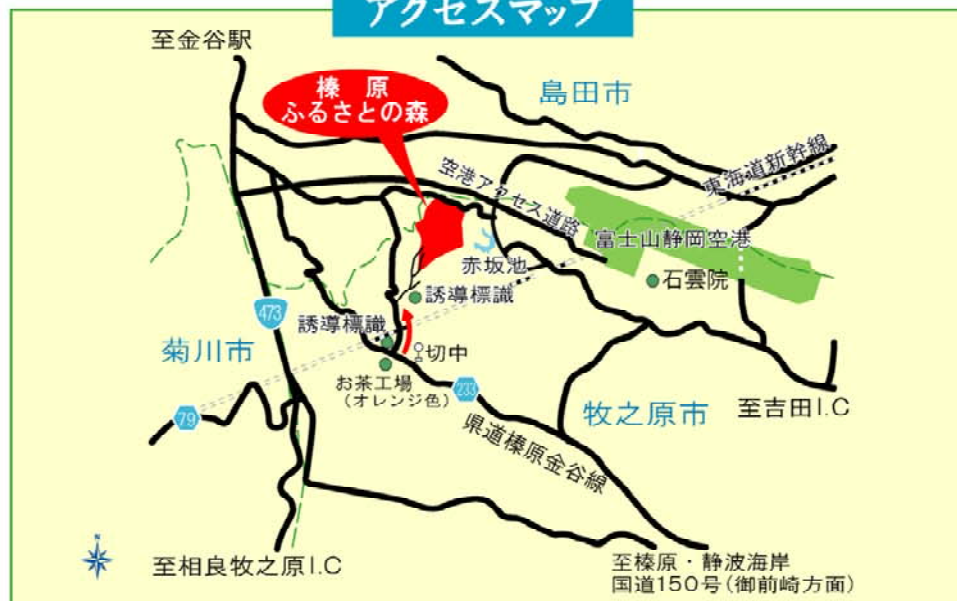 アクセスマップ
至金谷駅
榛 原
ふるさとの森
島田市
東海道新幹線
空港アクセス道路
富士山静岡空港
赤坂池
石雲院
誘導標識
473
誘導標識
切中
菊川市
お茶工場
（オレンジ色）
233
79
牧之原市
至吉田I.C
県道榛原金谷線
至相良牧之原I.C
至榛原・静波海岸
国道150号(御前崎方面)